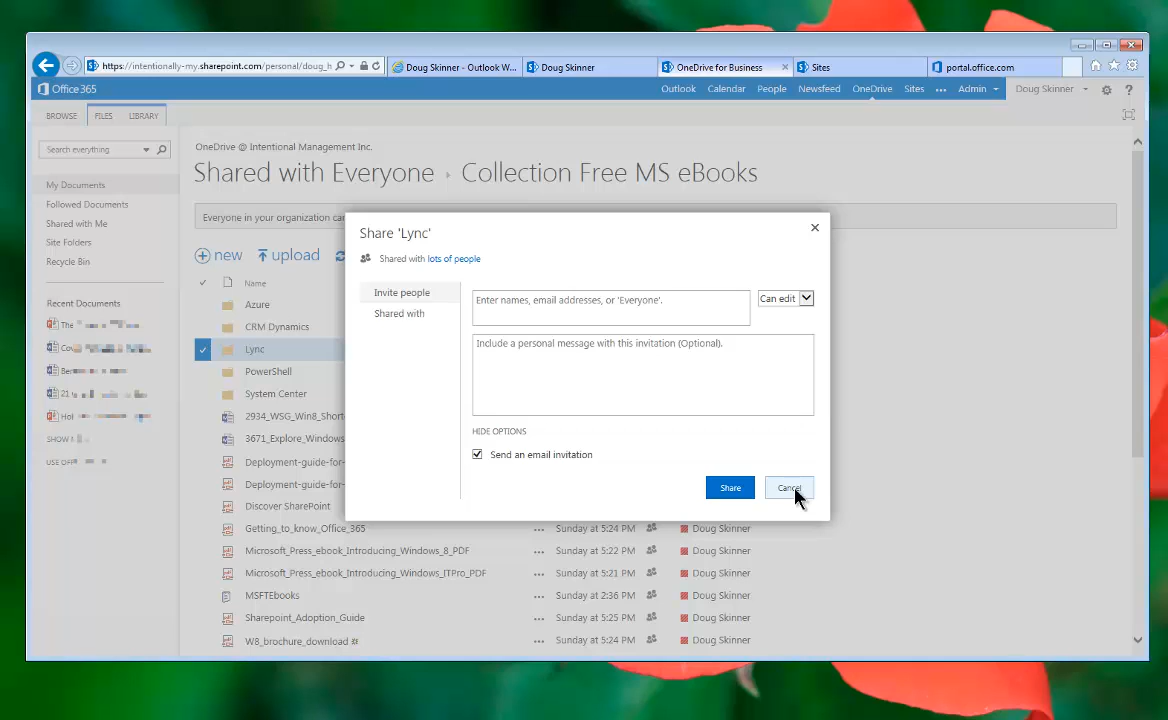 https://intentionally-my.sharepoint.com/personal/doug_h
Doug Skinner - Outlook W...
Doug Skinner
OneDrive for Business
Sites
portal.office.com
Office 365
Outlook
Calendar
People
Newsfeed
OneDrive
Sites
Admin
Doug Skinner
BROWSE
FILES
LIBRARY
Search everything
OneDrive @ Intentional Management Inc.
Shared with Everyone
Collection Free MS eBooks
My Documents
Followed Documents
Shared with Me
Site Folders
Recycle Bin
Recent Documents
The
21
Everyone in your organization
new
upload
Name
Azure
CRM Dynamics
Lync
PowerShell
System Center
2934_WSG_Win8_Short
3671_Explore_Windows
Deployment-guide-for-
Deployment-guide-for-
Discover SharePoint
Getting_to_know_Office_365 ... Sunday at 5:24 PM Doug Skinner
Microsoft_Press_ebook_Introducing_Windows_8_PDF ... Sunday at 5:22 PM Doug Skinner
Microsoft_Press_ebook_Introducing_Windows_ITPro_PDF ... Sunday at 5:21 PM Doug Skinner
MSFTEbooks ... Sunday at 2:36 PM Doug Skinner
Sharepoint_Adoption_Guide ... Sunday at 5:25 PM Doug Skinner
W8_brochure_download ... Sunday at 5:24 PM Doug Skinner
Share 'Lync'
Shared with lots of people
Invite people
Shared with
Enter names, email addresses, or 'Everyone'.
Can edit
Include a personal message with this invitation (Optional).
HIDE OPTIONS
Send an email invitation
Share
Cancel